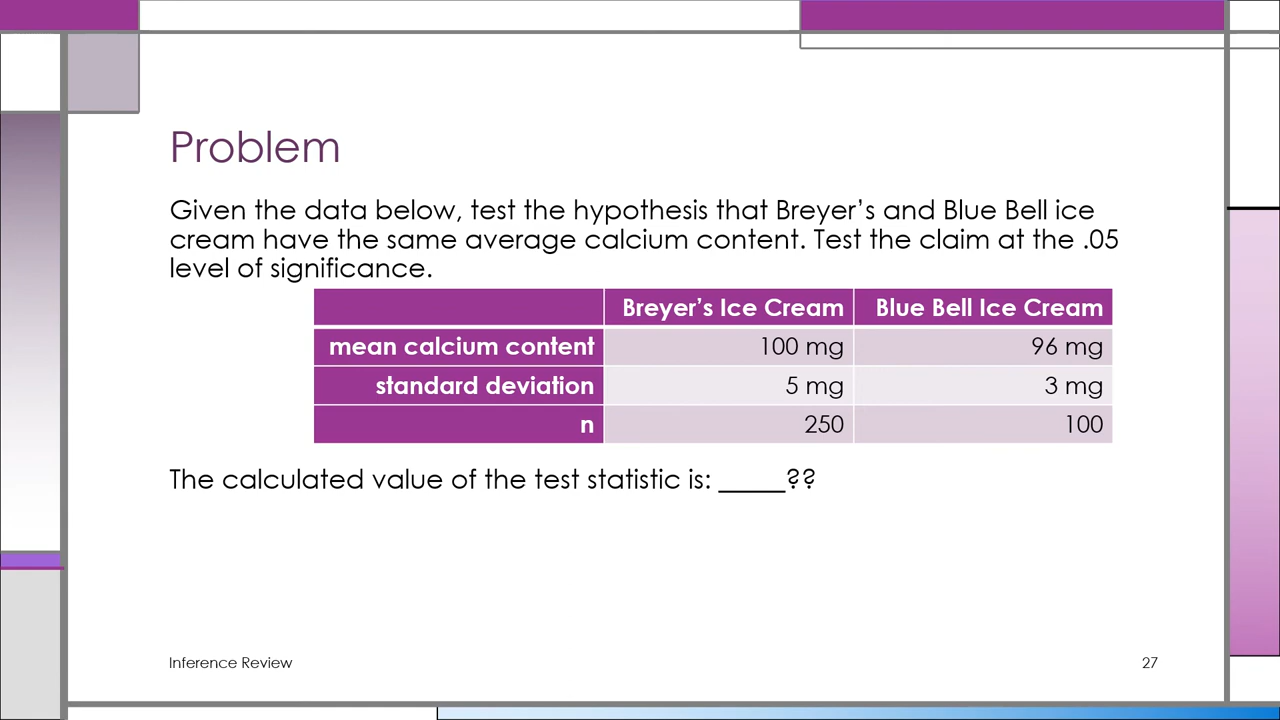 Problem
Given the data below, test the hypothesis that Breyer’s and Blue Bell ice
cream have the same average calcium content. Test the claim at the .05
level of significance.
Breyer’s Ice Cream Blue Bell Ice Cream
mean calcium content 100 mg 96 mg
standard deviation 5 mg 3 mg
n 250 100
The calculated value of the test statistic is: _____??
Inference Review 27